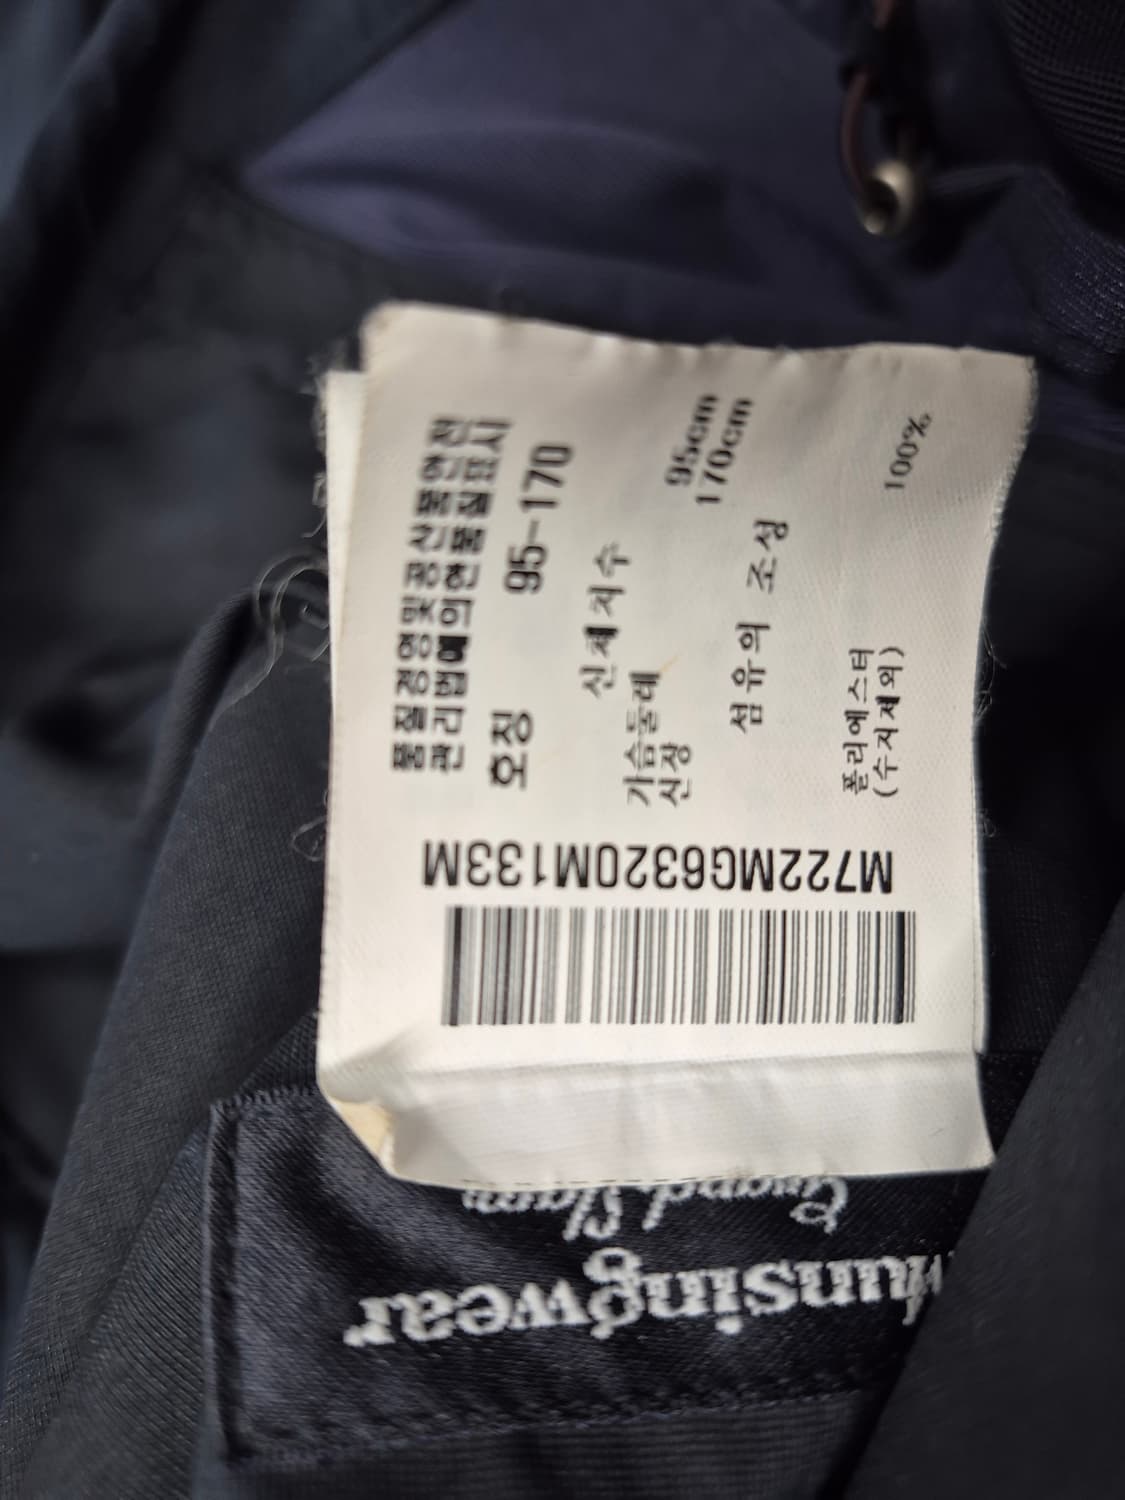 품질경영 및 공산품안전
관리법에 의한 품질표시
호칭 95-170
신체치수
가슴둘레 95cm
신장 170cm
섬유의 조성
폴리에스터 100%
(수지제외)
M722MG6320M133M
Munsingwear
Grand Slam